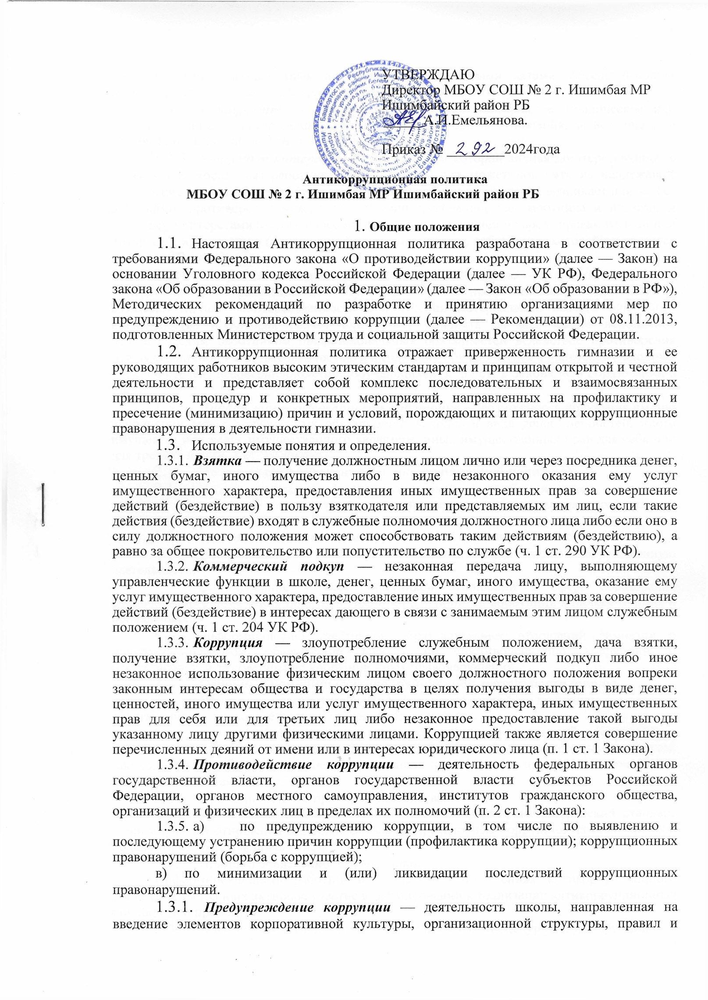 УТВЕРЖДАЮ
Директор МБОУ СОШ № 2 г. Ишимбая МР
Ишимбайский район РБ
А.И.Емельянова.
Приказ № 292 2024года
Антикоррупционная политика
МБОУ СОШ № 2 г. Ишимбая МР Ишимбайский район РБ
1. Общие положения
1.1. Настоящая Антикоррупционная политика разработана в соответствии с
требованиями Федерального закона «О противодействии коррупции» (далее — Закон) на
основании Уголовного кодекса Российской Федерации (далее — УК РФ), Федерального
закона «Об образовании в Российской Федерации» (далее — Закон «Об образовании в РФ»),
Методических рекомендаций по разработке и принятию организациями мер по
предупреждению и противодействию коррупции (далее — Рекомендации) от 08.11.2013,
подготовленных Министерством труда и социальной защиты Российской Федерации.
1.2. Антикоррупционная политика отражает приверженность гимназии и ее
руководящих работников высоким этическим стандартам и принципам открытой и честной
деятельности и представляет собой комплекс последовательных и взаимосвязанных
принципов, процедур и конкретных мероприятий, направленных на профилактику и
пресечение (минимизацию) причин и условий, порождающих и питающих коррупционные
правонарушения в деятельности гимназии.
1.3. Используемые понятия и определения.
1.3.1. Взятка — получение должностным лицом лично или через посредника денег,
ценных бумаг, иного имущества либо в виде незаконного оказания ему услуг
имущественного характера, предоставления иных имущественных прав за совершение
действий (бездействие) в пользу взяткодателя или представляемых им лиц, если такие
действия (бездействие) входят в служебные полномочия должностного лица либо если оно в
силу должностного положения может способствовать таким действиям (бездействию), а
равно за общее покровительство или попустительство по службе (ч. 1 ст. 290 УК РФ).
1.3.2. Коммерческий подкуп — незаконная передача лицу, выполняющему
управленческие функции в школе, денег, ценных бумаг, иного имущества, оказание ему
услуг имущественного характера, предоставление иных имущественных прав за совершение
действий (бездействие) в интересах дающего в связи с занимаемым этим лицом служебным
положением (ч. 1 ст. 204 УК РФ).
1.3.3. Коррупция — злоупотребление служебным положением, дача взятки,
получение взятки, злоупотребление полномочиями, коммерческий подкуп либо иное
незаконное использование физическим лицом своего должностного положения вопреки
законным интересам общества и государства в целях получения выгоды в виде денег,
ценностей, иного имущества или услуг имущественного характера, иных имущественных
прав для себя или для третьих лиц либо незаконное предоставление такой выгоды
указанному лицу другими физическими лицами. Коррупцией также является совершение
перечисленных деяний от имени или в интересах юридического лица (п. 1 ст. 1 Закона).
1.3.4. Противодействие коррупции — деятельность федеральных органов
государственной власти, органов государственной власти субъектов Российской
Федерации, органов местного самоуправления, институтов гражданского общества,
организаций и физических лиц в пределах их полномочий (п. 2 ст. 1 Закона):
1.3.5. а) по предупреждению коррупции, в том числе по выявлению и
последующему устранению причин коррупции (профилактика коррупции); коррупционных
правонарушений (борьба с коррупцией);
в) по минимизации и (или) ликвидации последствий коррупционных
правонарушений.
1.3.1. Предупреждение коррупции — деятельность школы, направленная на
введение элементов корпоративной культуры, организационной структуры, правил и